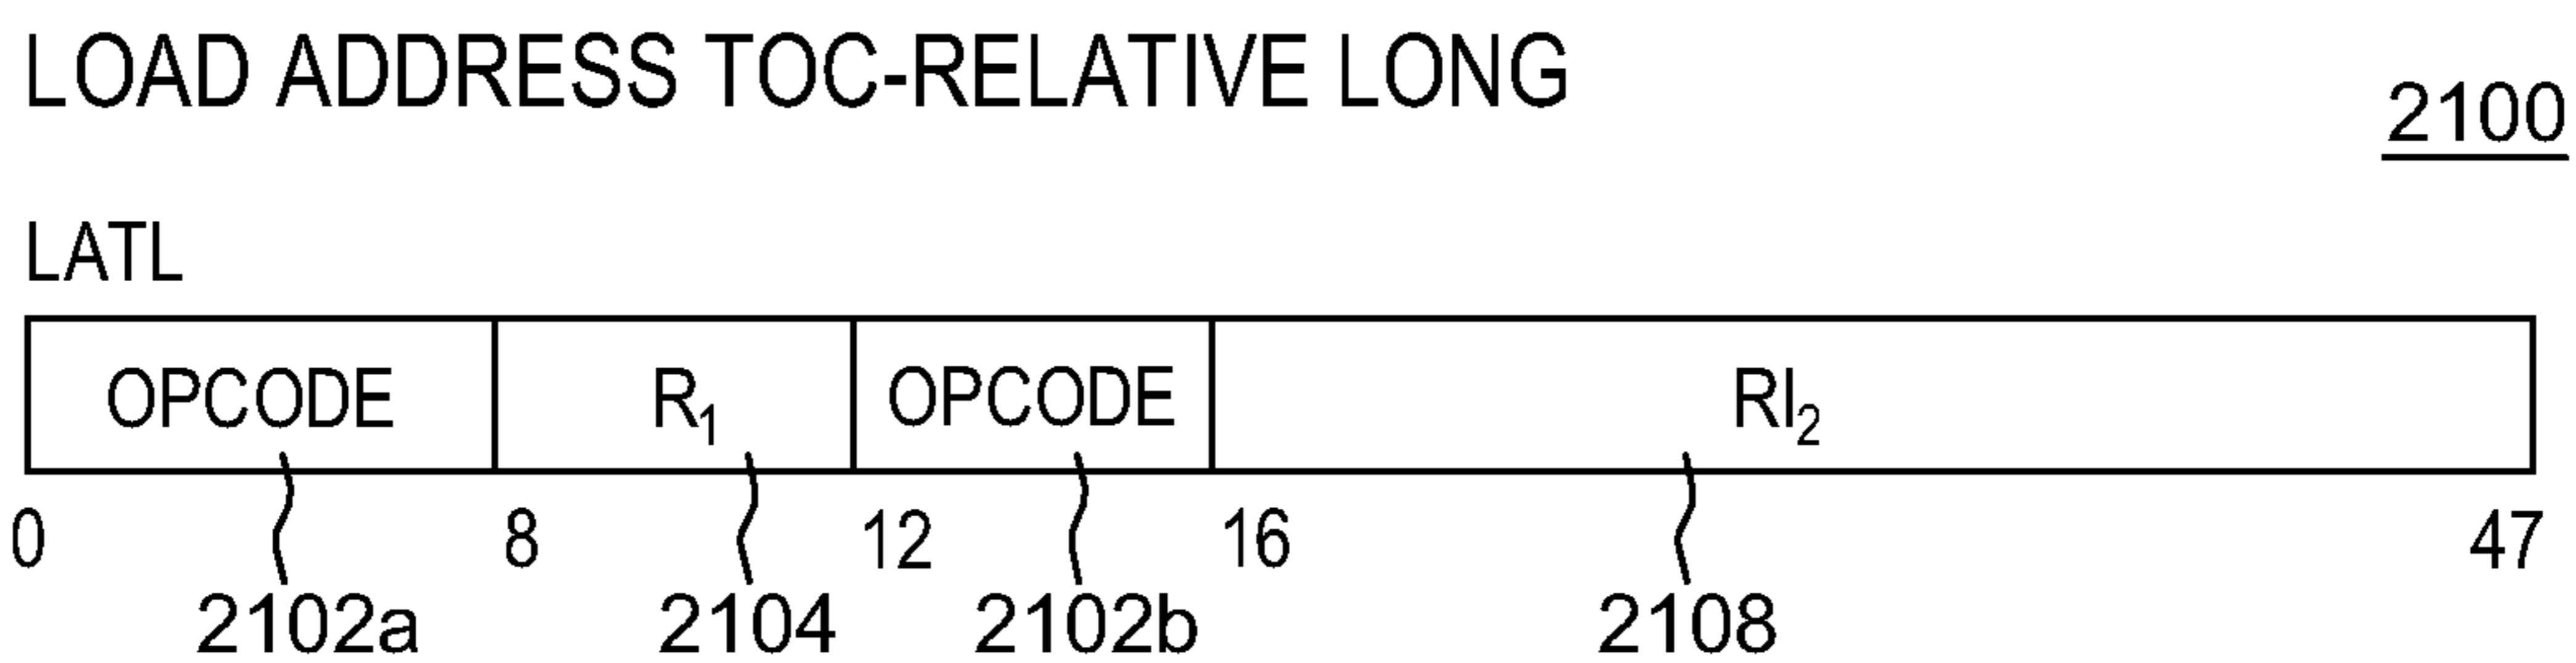 LOAD ADDRESS TOC-RELATIVE LONG
2100
LATL
OPCODE R₁ OPCODE RI₂
0 8 12 16 47
2102a 2104 2102b 2108